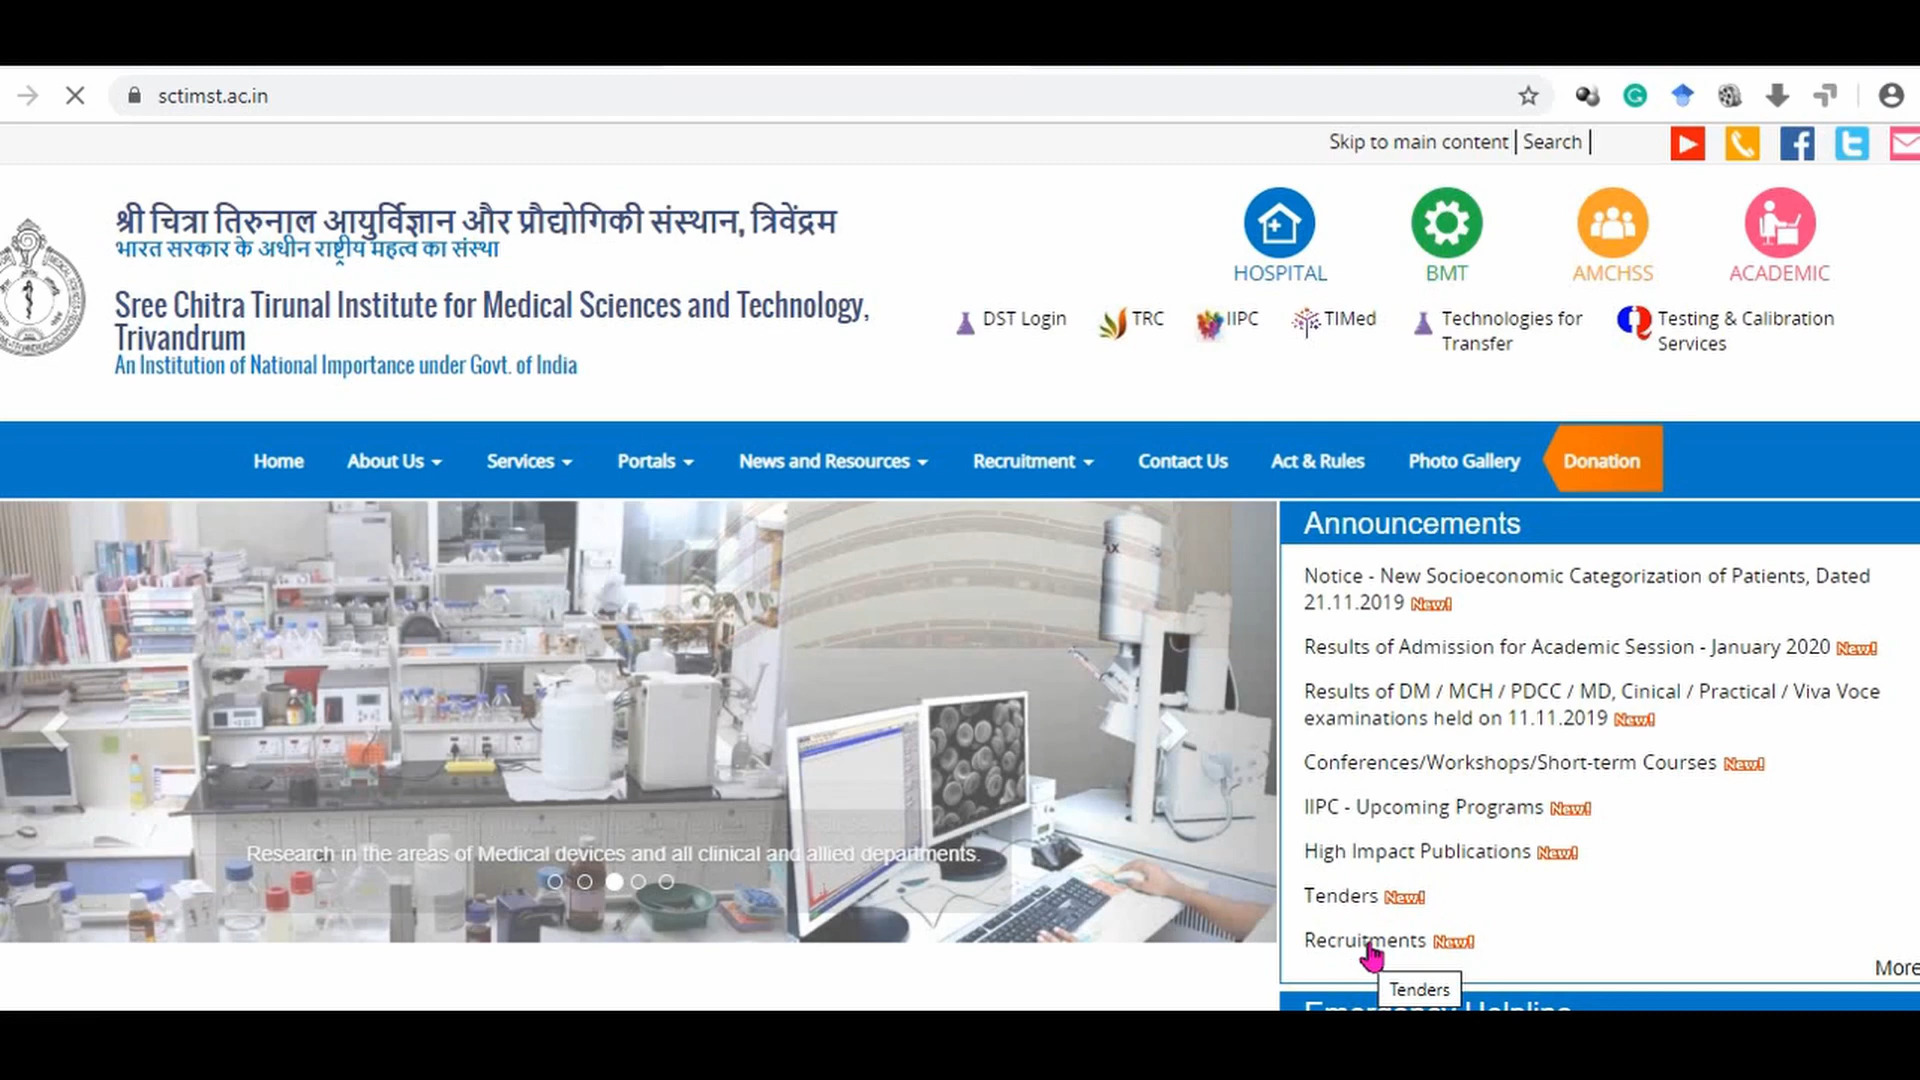 sctimst.ac.in
Skip to main content | Search |
श्री चित्रा तिरुनाल आयुर्विज्ञान और प्रौद्योगिकी संस्थान, त्रिवेंद्रम
भारत सरकार के अधीन राष्ट्रीय महत्व का संस्था
Sree Chitra Tirunal Institute for Medical Sciences and Technology,
Trivandrum
An Institution of National Importance under Govt. of India
HOSPITAL
BMT
AMCHSS
ACADEMIC
DST Login
TRC
IIPC
TIMed
Technologies for
Transfer
Testing & Calibration
Services
Home
About Us
Services
Portals
News and Resources
Recruitment
Contact Us
Act & Rules
Photo Gallery
Donation
Research in the areas of Medical devices and all clinical and allied departments.
Announcements
Notice - New Socioeconomic Categorization of Patients, Dated
21.11.2019 New!
Results of Admission for Academic Session - January 2020 New!
Results of DM / MCH / PDCC / MD, Cinical / Practical / Viva Voce
examinations held on 11.11.2019 New!
Conferences/Workshops/Short-term Courses New!
IIPC - Upcoming Programs New!
High Impact Publications New!
Tenders New!
Recruitments New!
More
Tenders
Emergency Helpline